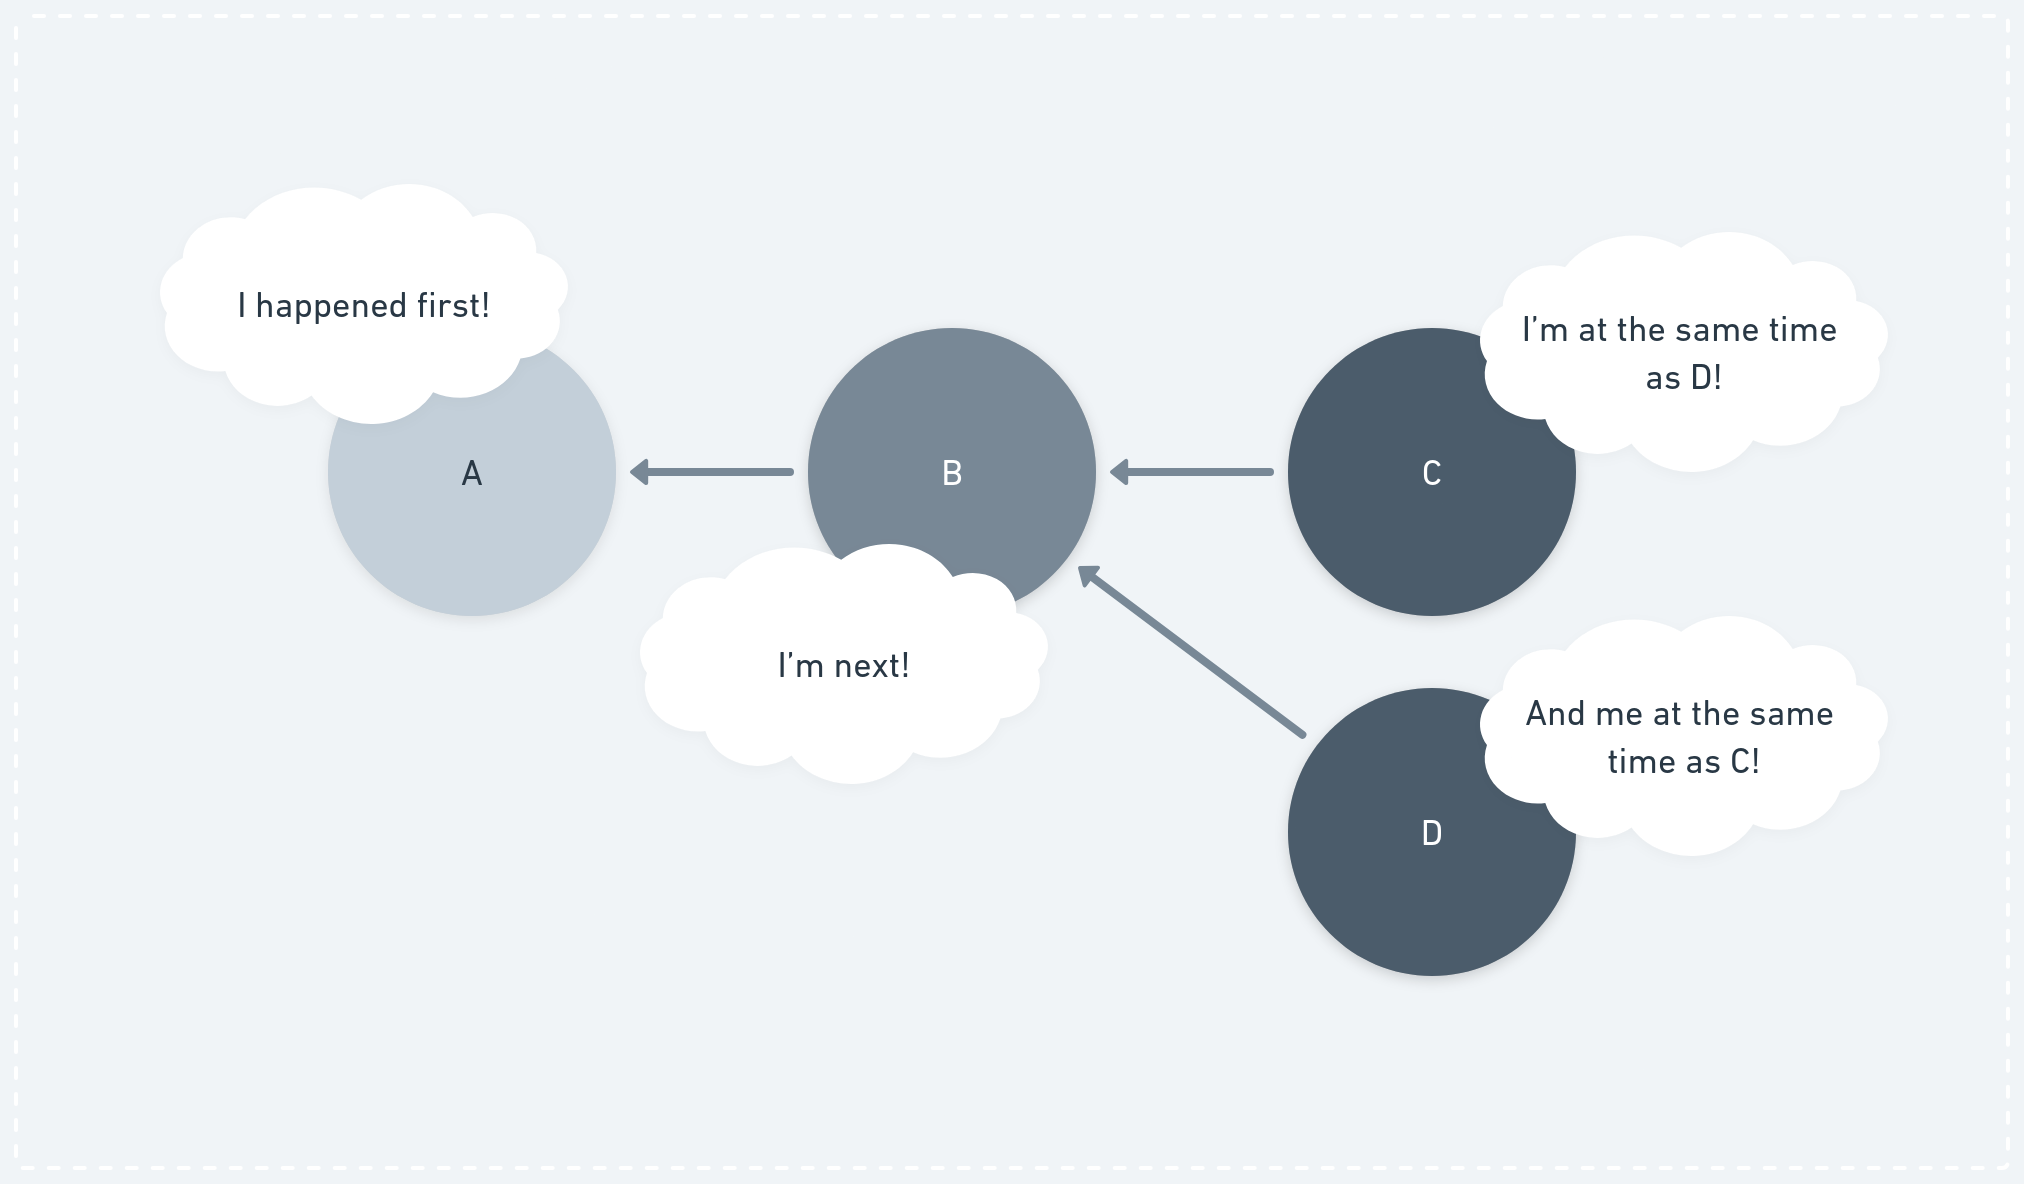 I happened first!
I’m at the same time
as D!
A
B
C
I’m next!
And me at the same
time as C!
D